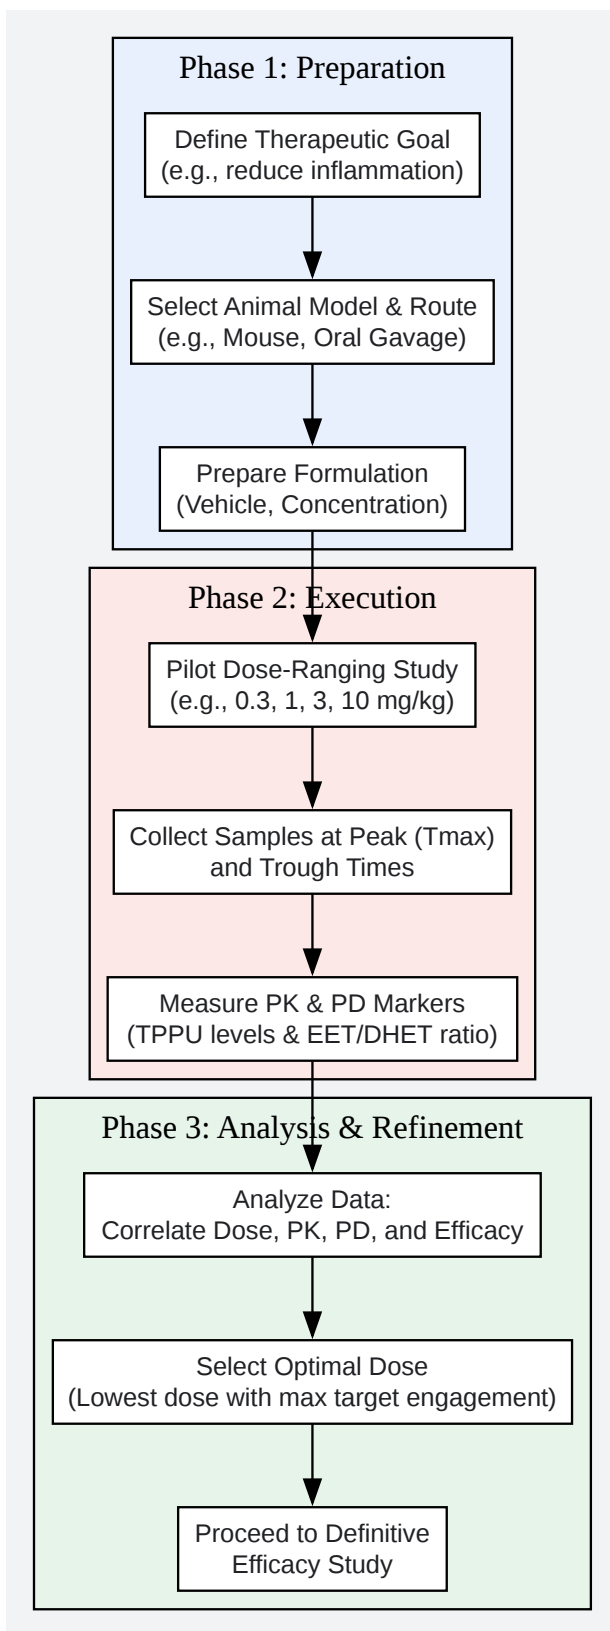 Phase 1: Preparation
Define Therapeutic Goal
(e.g., reduce inflammation)
Select Animal Model & Route
(e.g., Mouse, Oral Gavage)
Prepare Formulation
(Vehicle, Concentration)
Phase 2: Execution
Pilot Dose-Ranging Study
(e.g., 0.3, 1, 3, 10 mg/kg)
Collect Samples at Peak (Tmax)
and Trough Times
Measure PK & PD Markers
(TPPU levels & EET/DHET ratio)
Phase 3: Analysis & Refinement
Analyze Data:
Correlate Dose, PK, PD, and Efficacy
Select Optimal Dose
(Lowest dose with max target engagement)
Proceed to Definitive
Efficacy Study